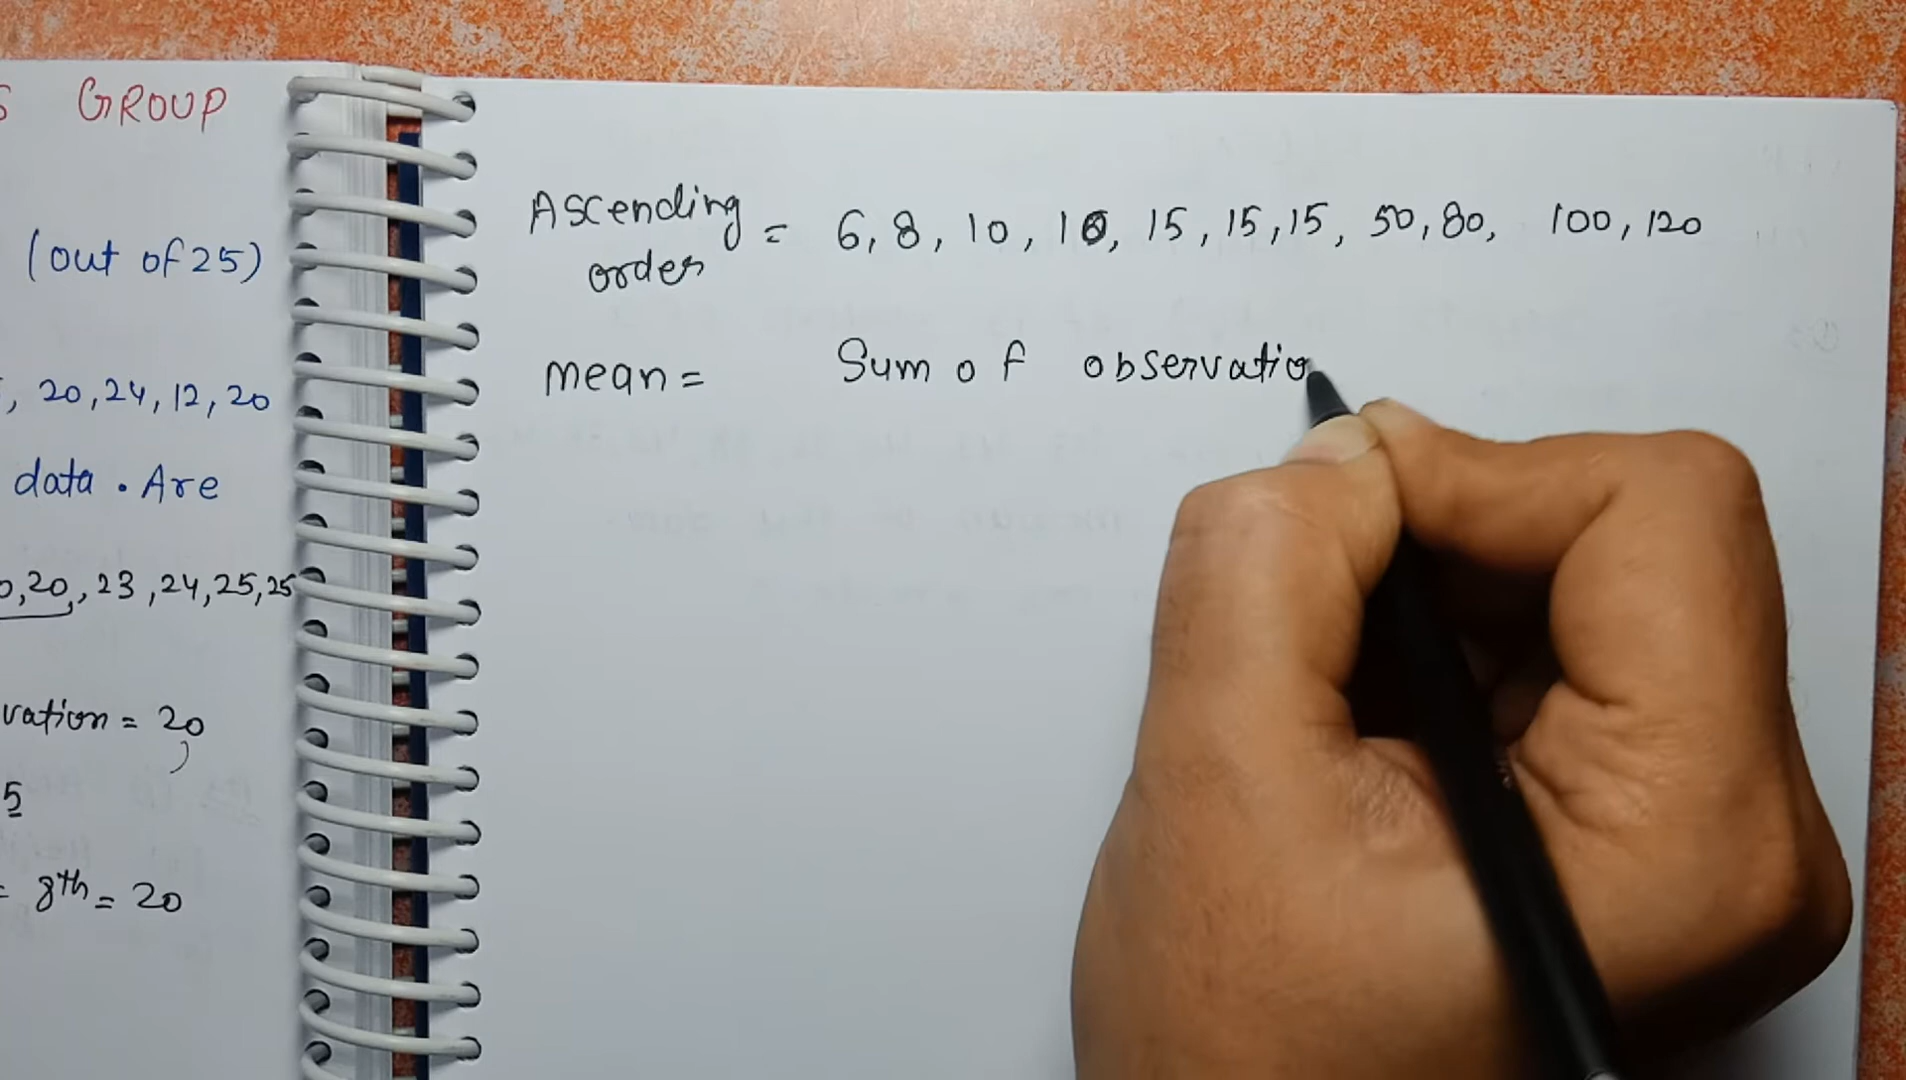 GROUP
(out of 25)
, 20, 24, 12, 20
data . Are
,20,, 23, 24, 25, 25
vation = 20
5
= 8th = 20
Ascending order = 6, 8, 10, 10, 15, 15, 15, 50, 80, 100, 120
mean = Sum of observatio